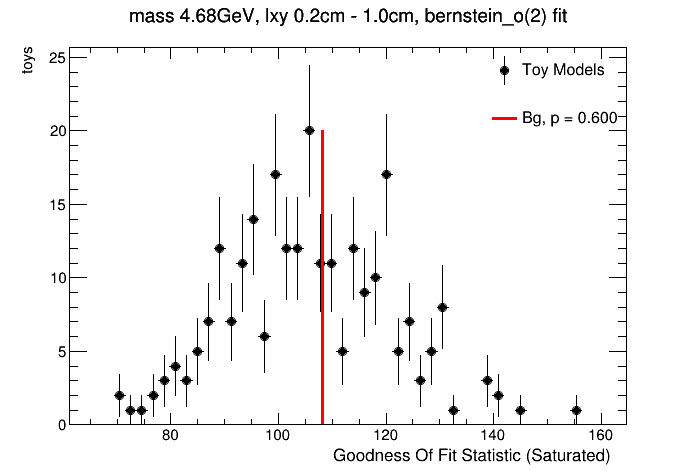 mass 4.68GeV, lxy 0.2cm - 1.0cm, bernstein_o(2) fit
toys
25
20
15
10
5
0
Toy Models
Bg, p = 0.600
80 100 120 140 160
Goodness Of Fit Statistic (Saturated)